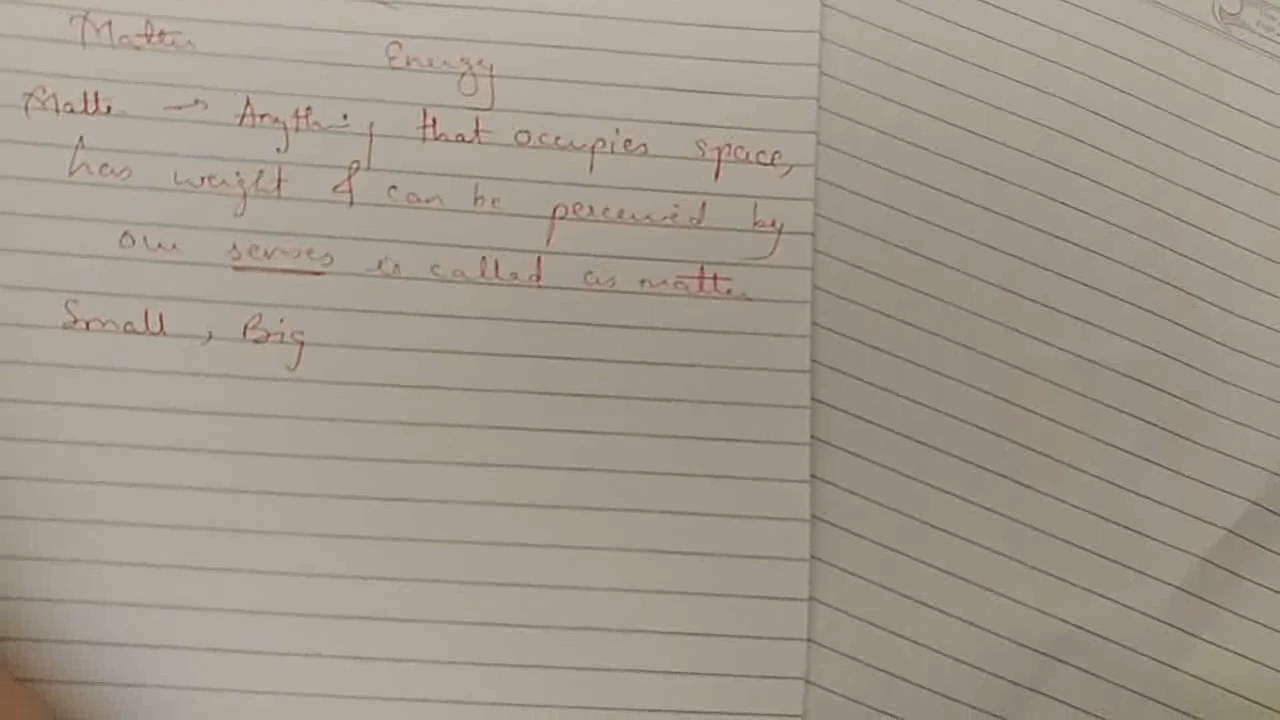 Matter Energy
Matter → Anything that occupies space,
has weight & can be perceived by
our senses is called as matter.
Small, Big